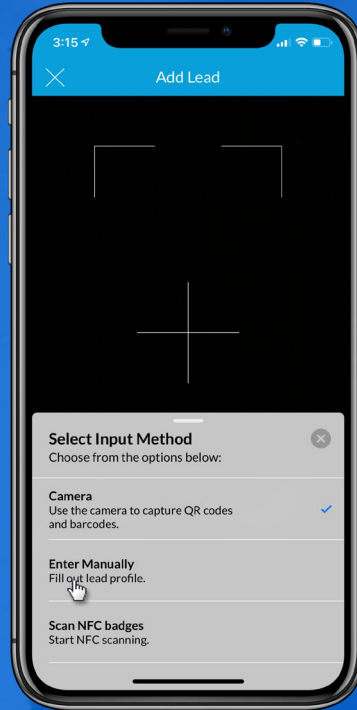 3:15
Add Lead
Select Input Method
Choose from the options below:
Camera
Use the camera to capture QR codes
and barcodes.
Enter Manually
Fill out lead profile.
Scan NFC badges
Start NFC scanning.